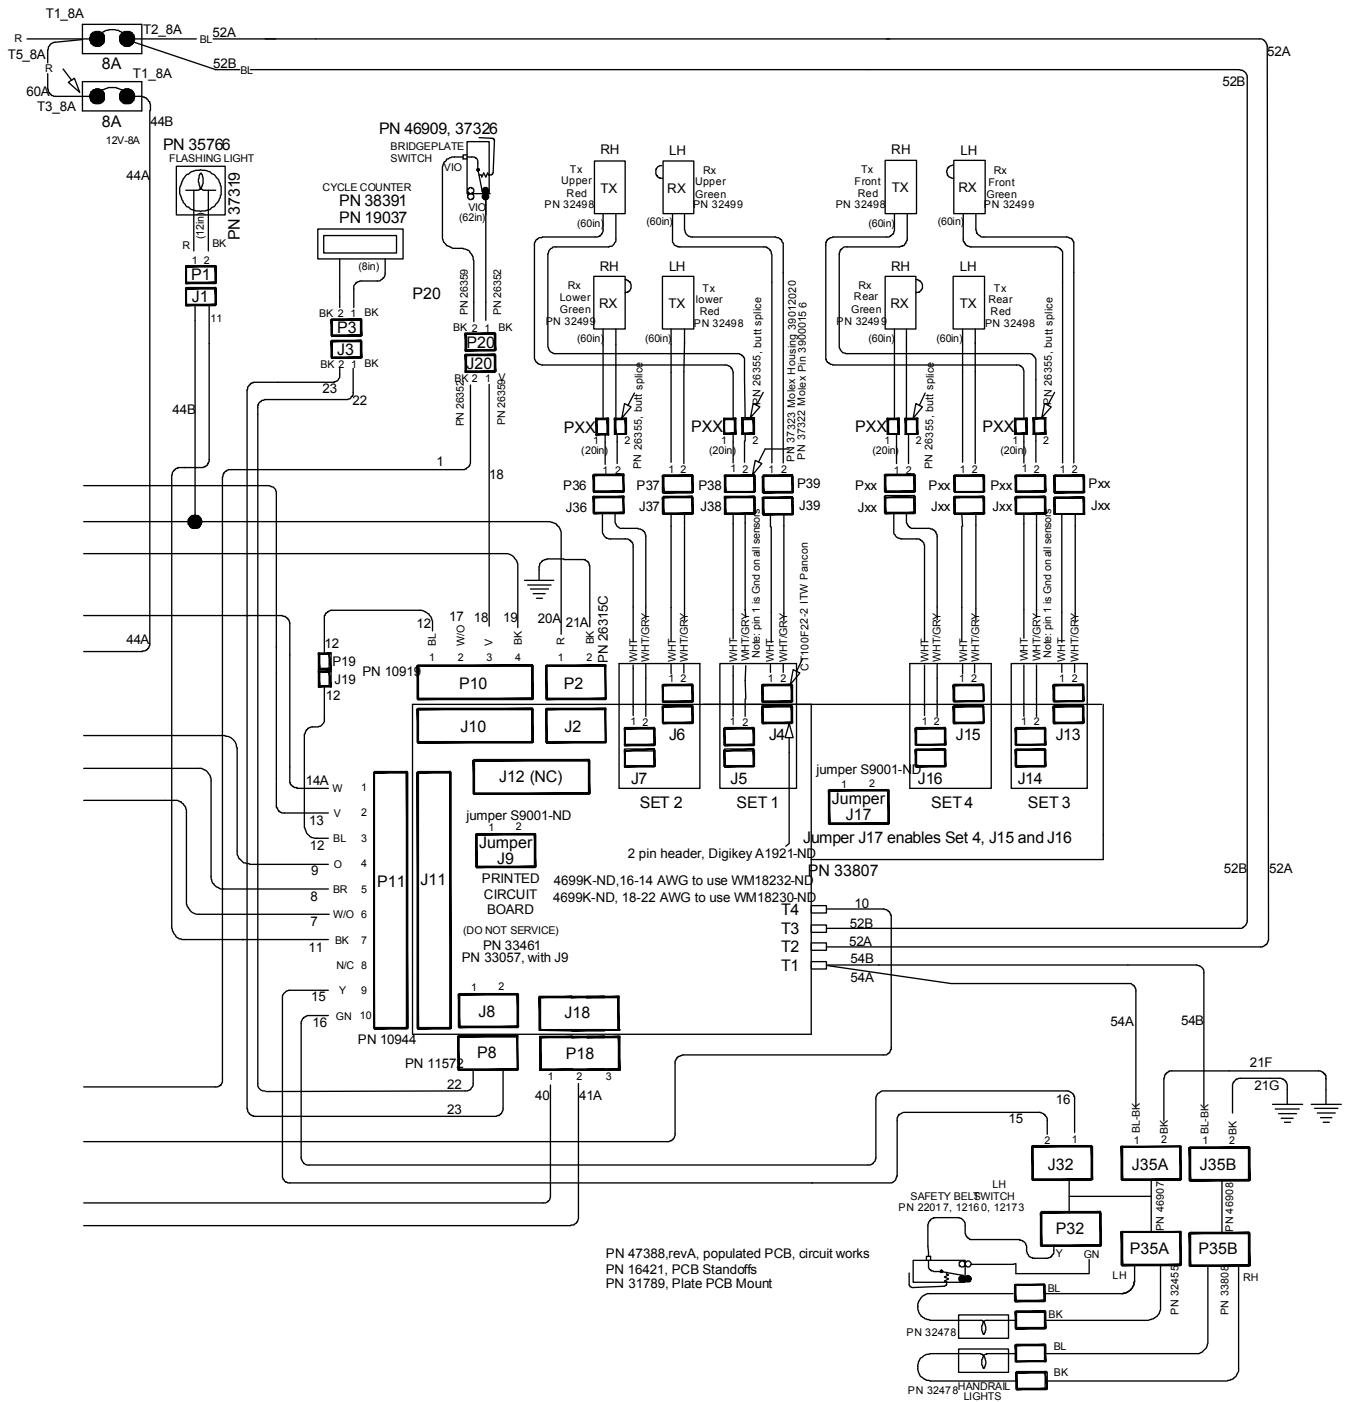 T1_8A
R
T2_8A
BL
52A
T5_8A
8A
R
T1_8A
52B
BL
52A
52B
60A
T3_8A
8A
44B
12V-8A
44A
PN 35766
FLASHING LIGHT
PN 37319
(12in)
R
BK
1 2
P1
J1
11
44B
CYCLE COUNTER
PN 38391
PN 19037
(8in)
BK 2 1 BK
P3
J3
BK 2 1 BK
23
22
PN 46909, 37326
BRIDGEPLATE
SWITCH
VIO
VIO
(62in)
P20
PN 26359
PN 26352
BK 2 1 BK
P20
J20
BK 2 1 V
PN 26352
PN 26359
1
18
RH
Tx
Upper
Red
PN 32498
TX
(60in)
LH
RX
Rx
Upper
Green
PN 32499
(60in)
RH
Rx
Lower
Green
PN 32499
RX
(60in)
LH
TX
Tx
lower
Red
PN 32498
(60in)
RH
Tx
Front
Red
PN 32498
TX
(60in)
LH
RX
Rx
Front
Green
PN 32499
(60in)
RH
Rx
Rear
Green
PN 32499
RX
(60in)
LH
TX
Tx
Rear
Red
PN 32498
(60in)
PXX
1 2
(20in)
PN 26355, butt splice
PXX
1 2
(20in)
PN 26355, butt splice
PN 37323 Molex Housing 39012020
PN 37322 Molex Pin 39000156
PXX
1 2
(20in)
PN 26355, butt splice
PXX
1 2
(20in)
PN 26355, butt splice
1 2
1 2
1 2
1 2
1 2
1 2
1 2
1 2
P36
P37
P38
P39
Pxx
Pxx
Pxx
Pxx
J36
J37
J38
J39
Jxx
Jxx
Jxx
Jxx
Note: pin 1 is Gnd on all sensors
Note: pin 1 is Gnd on all sensors
CT100F22-2 ITW Pancon
WHT
WHT/GRY
WHT
WHT/GRY
WHT
WHT/GRY
WHT
WHT/GRY
WHT
WHT/GRY
WHT
WHT/GRY
WHT
WHT/GRY
WHT
WHT/GRY
44A
12
P19
J19
12
PN 10919
12
17
18
19
20A
21A
PN 26315C
BL
W/O
V
BK
R
BK
1 2 3 4
1 2
P10
P2
J10
J2
1 2
1 2
1 2
1 2
1 2
1 2
1 2
1 2
J6
J7
SET 2
J4
J5
SET 1
J15
J16
SET 4
J13
J14
SET 3
J12 (NC)
jumper S9001-ND
1 2
Jumper
J9
jumper S9001-ND
1 2
Jumper
J17
Jumper J17 enables Set 4, J15 and J16
2 pin header, Digikey A1921-ND
PN 33807
4699K-ND,16-14 AWG to use WM18232-ND
4699K-ND, 18-22 AWG to use WM18230-ND
PRINTED
CIRCUIT
BOARD
(DO NOT SERVICE)
PN 33461
PN 33057, with J9
14A W 1
13 V 2
12 BL 3
9 O 4
8 BR 5
7 W/O 6
11 BK 7
N/C 8
15 Y 9
16 GN 10
P11
J11
PN 10944
T4
10
T3
52B
T2
52A
T1
54B
54A
52B
52A
1 2
J8
J18
PN 11572
P8
P18
1 2 3
22
23
40
41A
54A
54B
21F
21G
16
15
BL-BK
BK
BL-BK
BK
2 1
1 2
1 2
J32
J35A
J35B
LH
SAFETY BELT SWITCH
PN 22017, 12160, 12173
PN 46907
PN 46908
P32
P35A
P35B
Y
GN
LH
PN 32455
PN 33808
RH
BL
BK
PN 32478
BL
BK
PN 32478
HANDRAIL
LIGHTS
PN 47388,revA, populated PCB, circuit works
PN 16421, PCB Standoffs
PN 31789, Plate PCB Mount